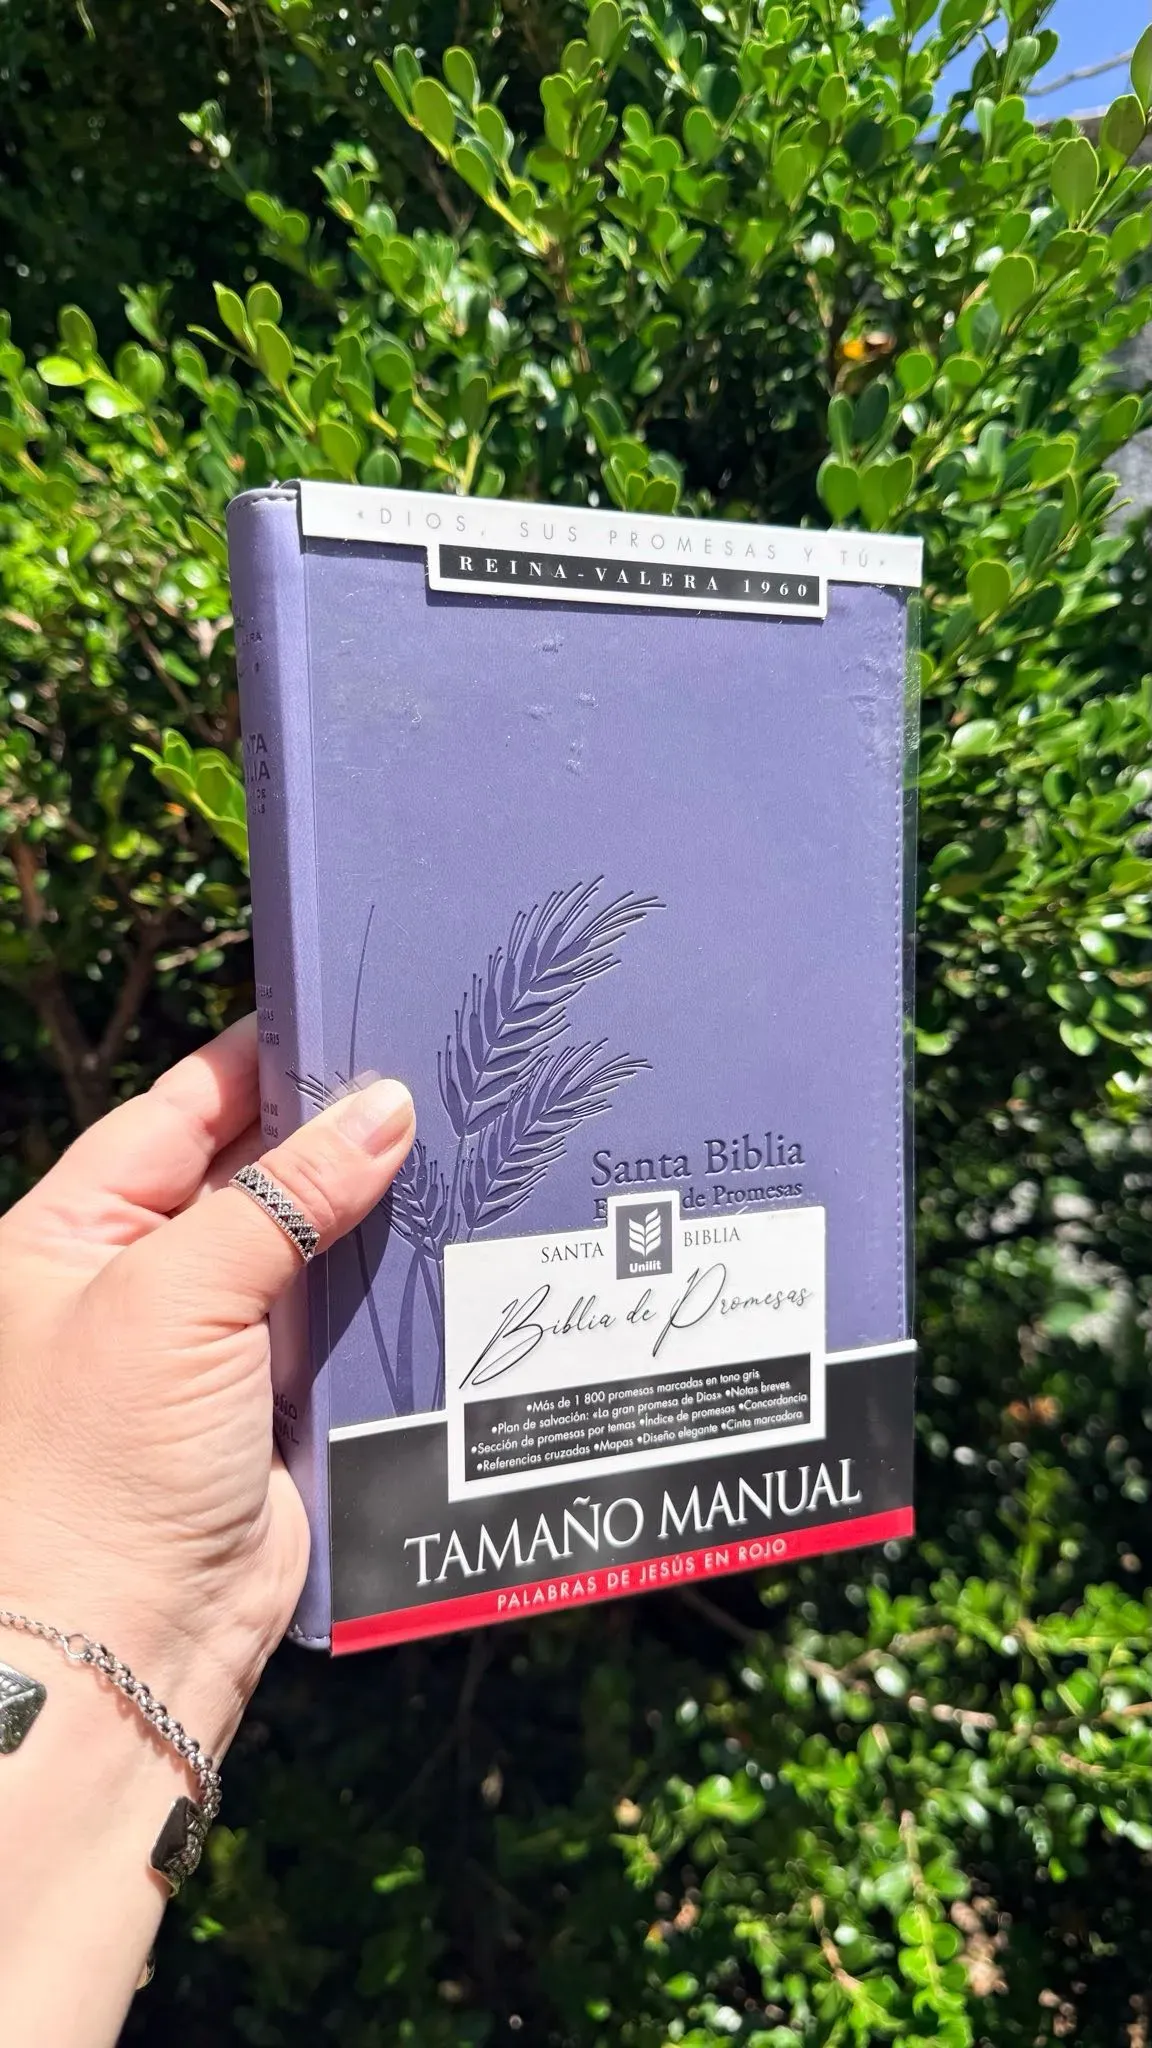 «DIOS, SUS PROMESAS Y TÚ»
REINA-VALERA 1960
Santa Biblia
de Promesas
SANTA BIBLIA
Unilit
Biblia de Promesas
•Más de 1 800 promesas marcadas en tono gris
•Plan de salvación: «La gran promesa de Dios» •Notas breves
•Sección de promesas por temas •Índice de promesas •Concordancia
•Referencias cruzadas •Mapas •Diseño elegante •Cinta marcadora
TAMAÑO MANUAL
PALABRAS DE JESÚS EN ROJO